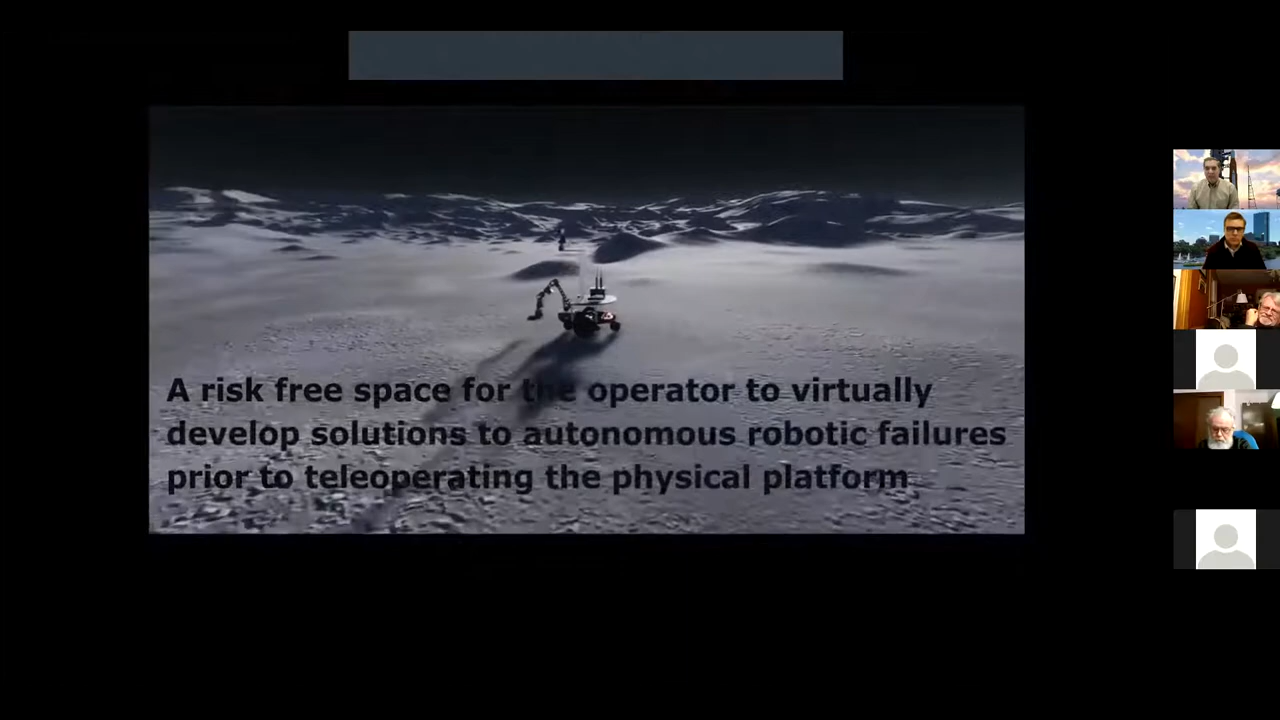 A risk free space for the operator to virtually
develop solutions to autonomous robotic failures
prior to teleoperating the physical platform